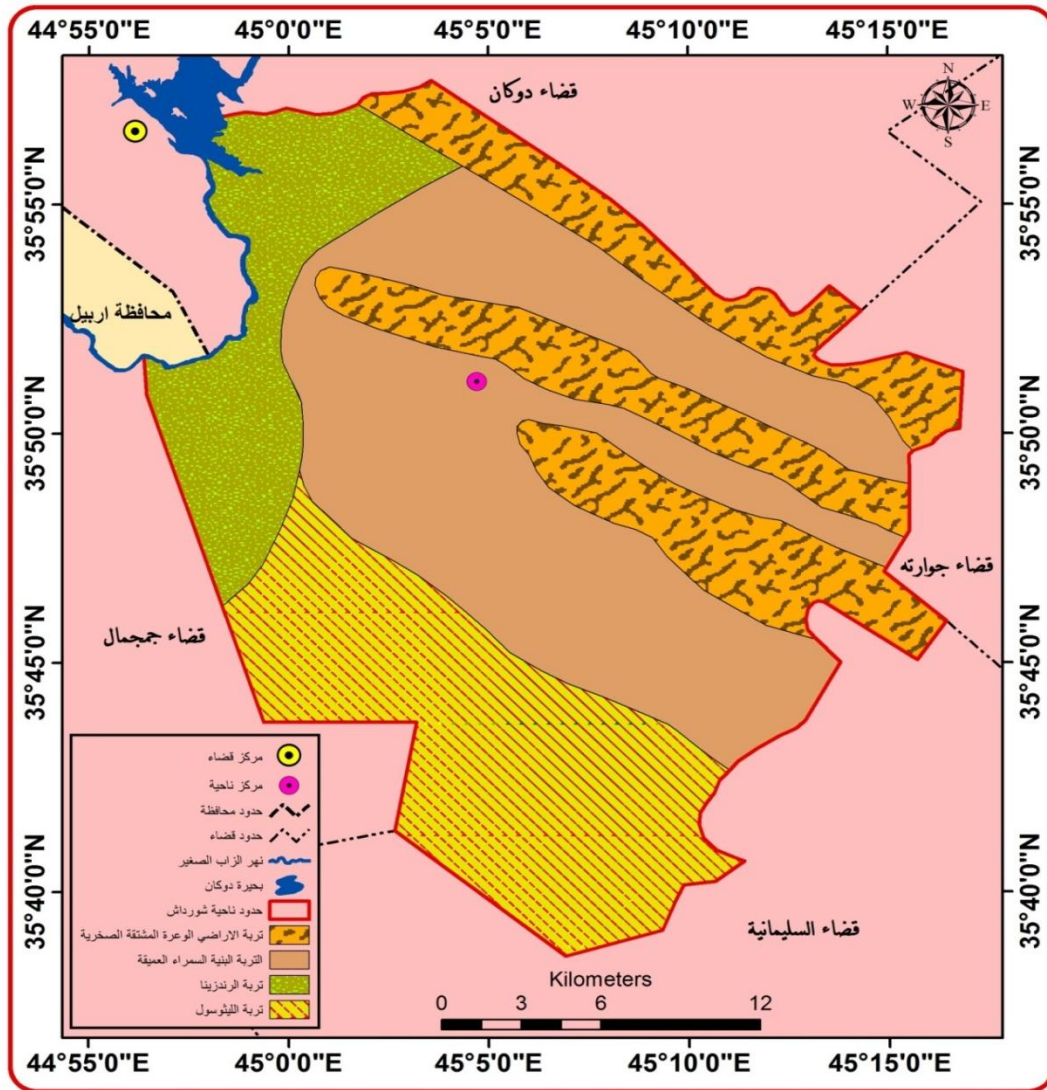 44°55'0"E 45°0'0"E 45°5'0"E 45°10'0"E 45°15'0"E
قضاء دوكان
N
W E
S
35°55'0"N 35°55'0"N
محافظة اربيل
35°50'0"N 35°50'0"N
قضاء جوارته
قضاء جمجمال
35°45'0"N 35°45'0"N
مركز قضاء
مركز ناحية
حدود محافظة
حدود قضاء
نهر الزاب الصغير
بحيرة دوكان
حدود ناحية شورداش
تربة الاراضي الوعرة المشتقة الصخرية
التربة البنية السمراء العميقة
تربة الرندزينا
تربة الليثوسول
35°40'0"N 35°40'0"N
قضاء السليمانية
Kilometers
0 3 6 12
44°55'0"E 45°0'0"E 45°5'0"E 45°10'0"E 45°15'0"E